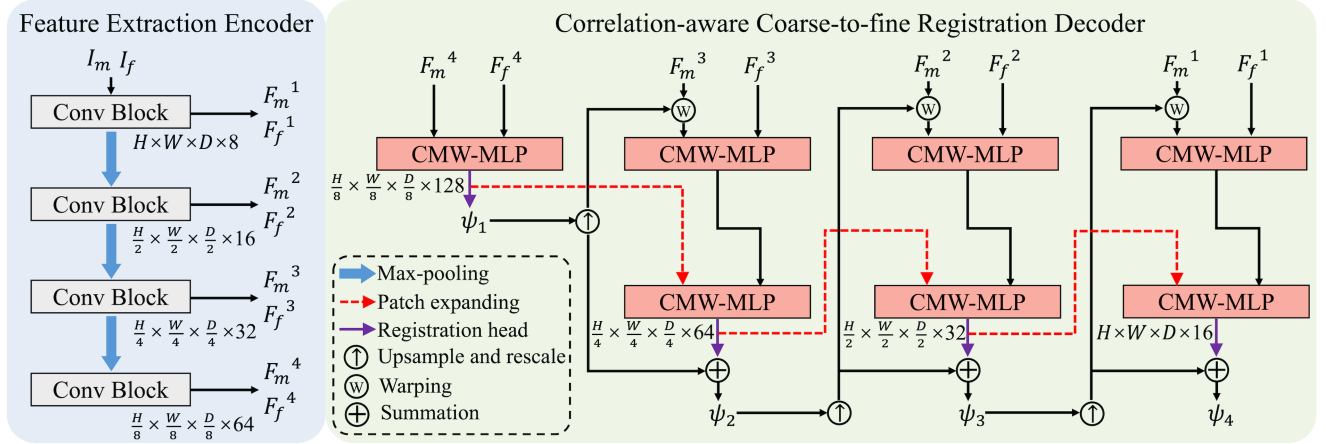 Feature Extraction Encoder
I_m I_f
Conv Block
F_m^1
F_f^1
H×W×D×8
Conv Block
F_m^2
F_f^2
H/2 × W/2 × D/2 ×16
Conv Block
F_m^3
F_f^3
H/4 × W/4 × D/4 ×32
Conv Block
F_m^4
F_f^4
H/8 × W/8 × D/8 ×64
Correlation-aware Coarse-to-fine Registration Decoder
F_m^4 F_f^4 F_m^3 F_f^3 F_m^2 F_f^2 F_m^1 F_f^1
W W W
CMW-MLP CMW-MLP CMW-MLP CMW-MLP
H/8 × W/8 × D/8 ×128
ψ_1
CMW-MLP CMW-MLP CMW-MLP
H/4 × W/4 × D/4 ×64 H/2 × W/2 × D/2 ×32 H×W×D×16
ψ_2 ψ_3 ψ_4
Max-pooling
Patch expanding
Registration head
Upsample and rescale
W Warping
Summation